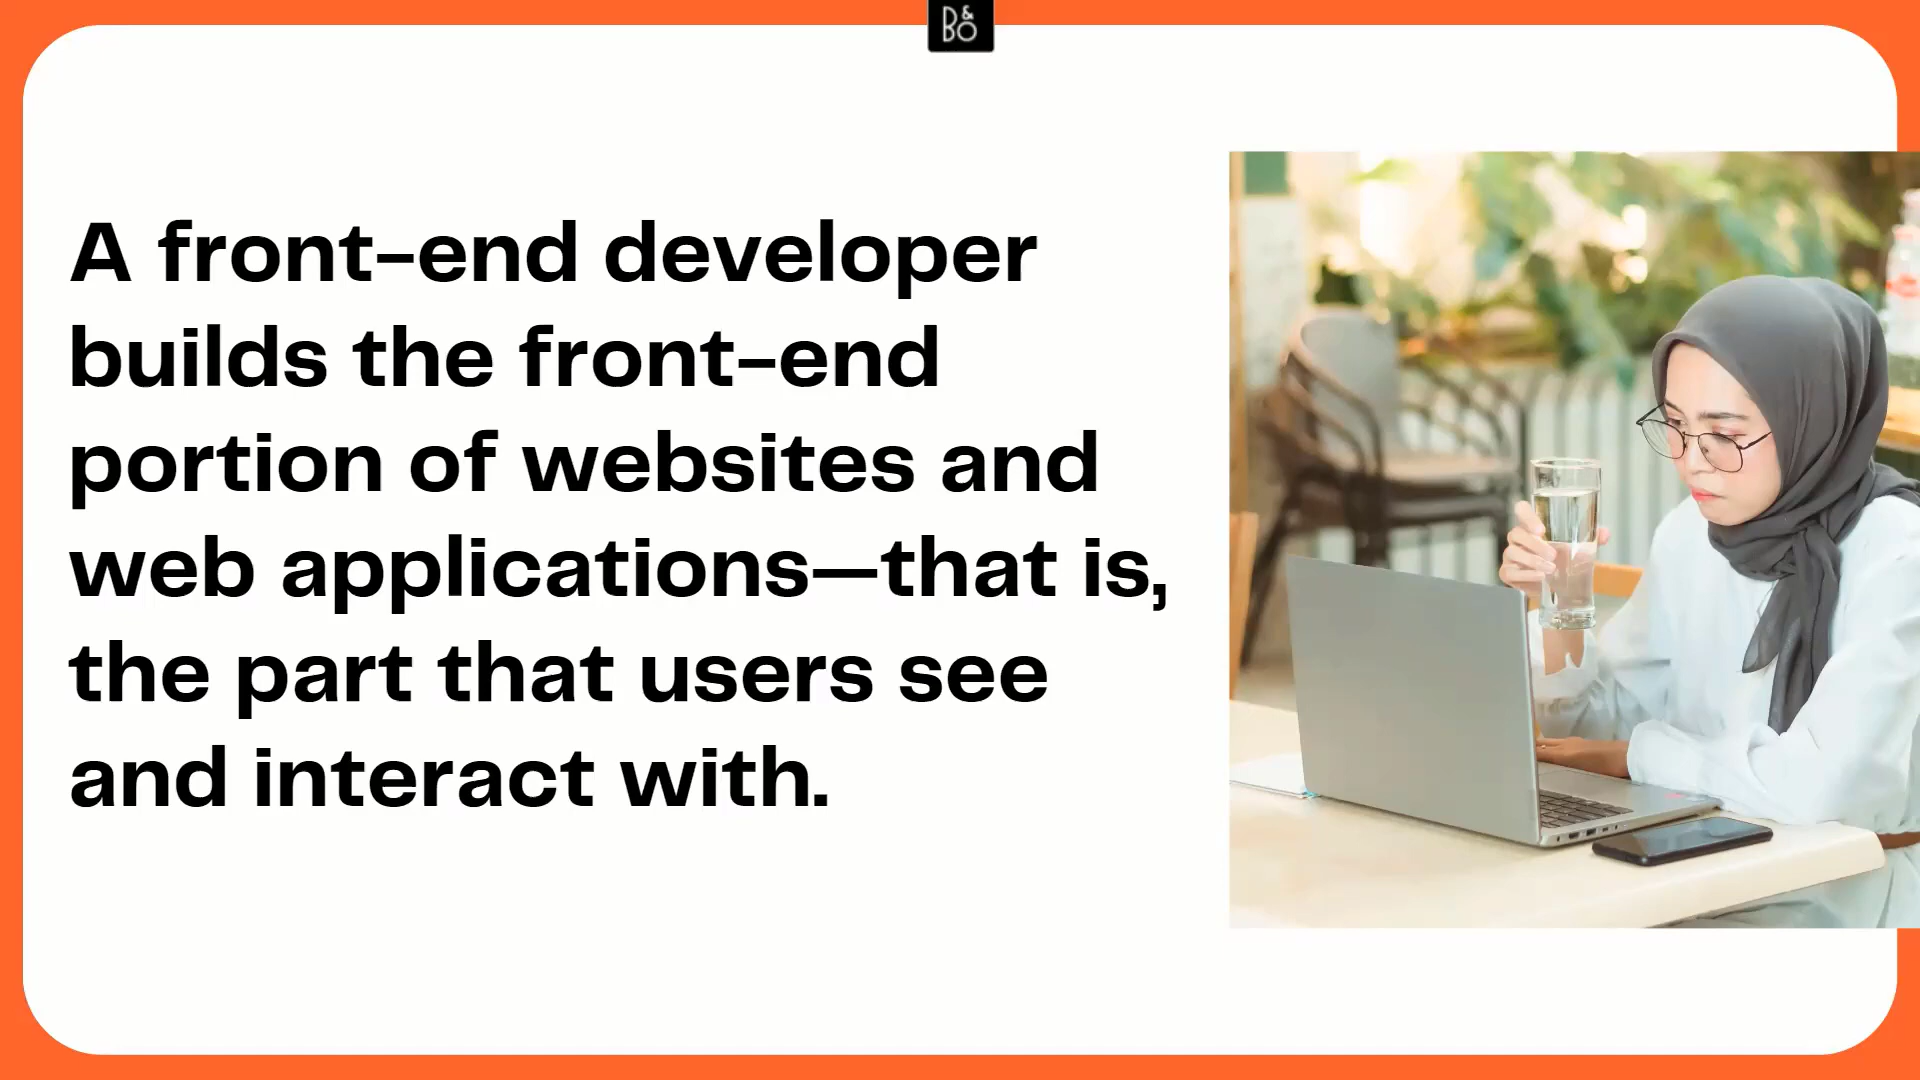 B&O
A front-end developer
builds the front-end
portion of websites and
web applications—that is,
the part that users see
and interact with.